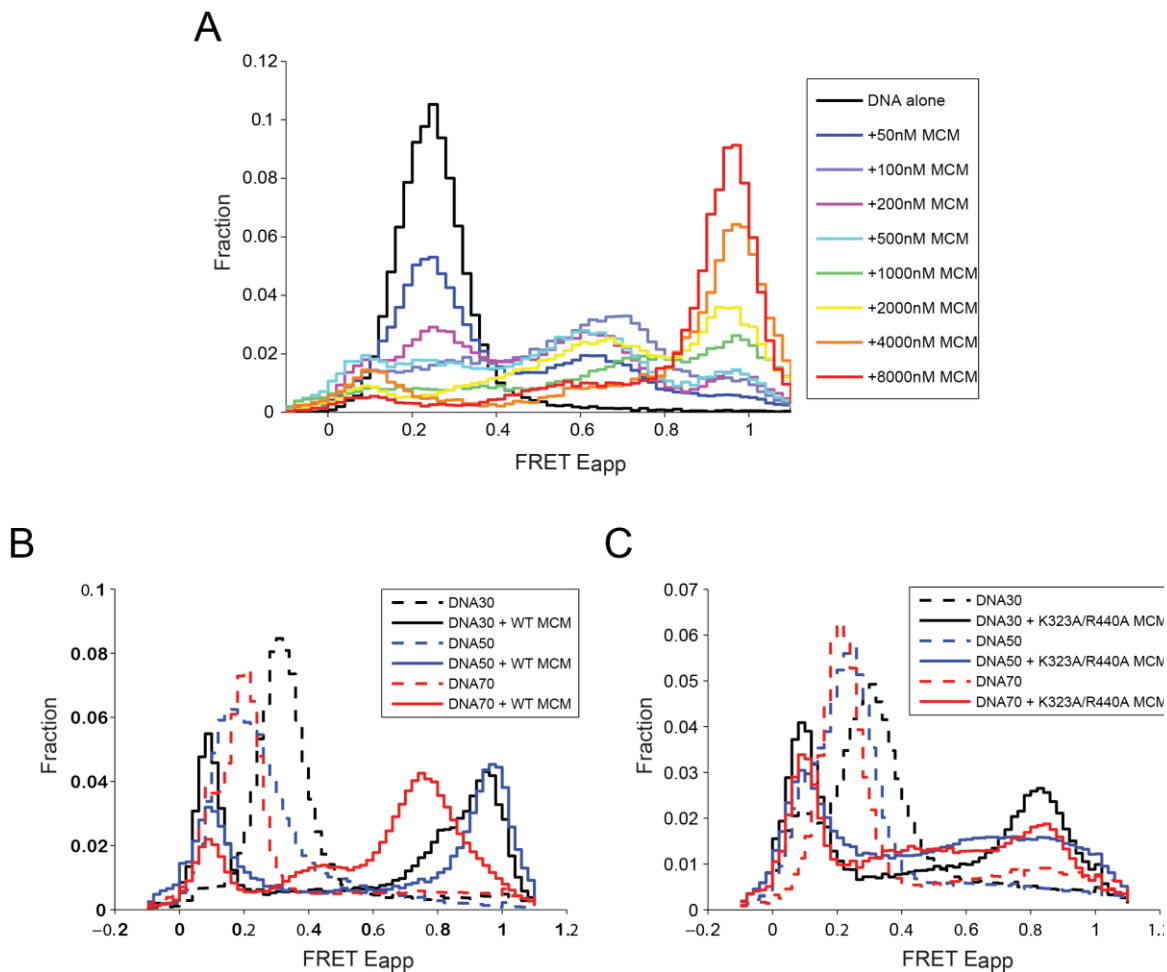 A
0.12
0.1
0.08
0.06
0.04
0.02
0
Fraction
0
0.2
0.4
0.6
0.8
1
FRET Eapp
DNA alone
+50nM MCM
+100nM MCM
+200nM MCM
+500nM MCM
+1000nM MCM
+2000nM MCM
+4000nM MCM
+8000nM MCM
B
0.1
0.08
0.06
0.04
0.02
0
Fraction
−0.2
0
0.2
0.4
0.6
0.8
1
1.2
FRET Eapp
DNA30
DNA30 + WT MCM
DNA50
DNA50 + WT MCM
DNA70
DNA70 + WT MCM
C
0.07
0.06
0.05
0.04
0.03
0.02
0.01
0
Fraction
−0.2
0
0.2
0.4
0.6
0.8
1
1.2
FRET Eapp
DNA30
DNA30 + K323A/R440A MCM
DNA50
DNA50 + K323A/R440A MCM
DNA70
DNA70 + K323A/R440A MCM